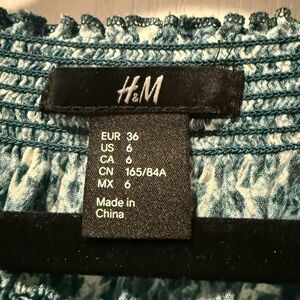 H&M
EUR 36
US 6
CA 6
CN 165/84A
MX 6
Made in
China